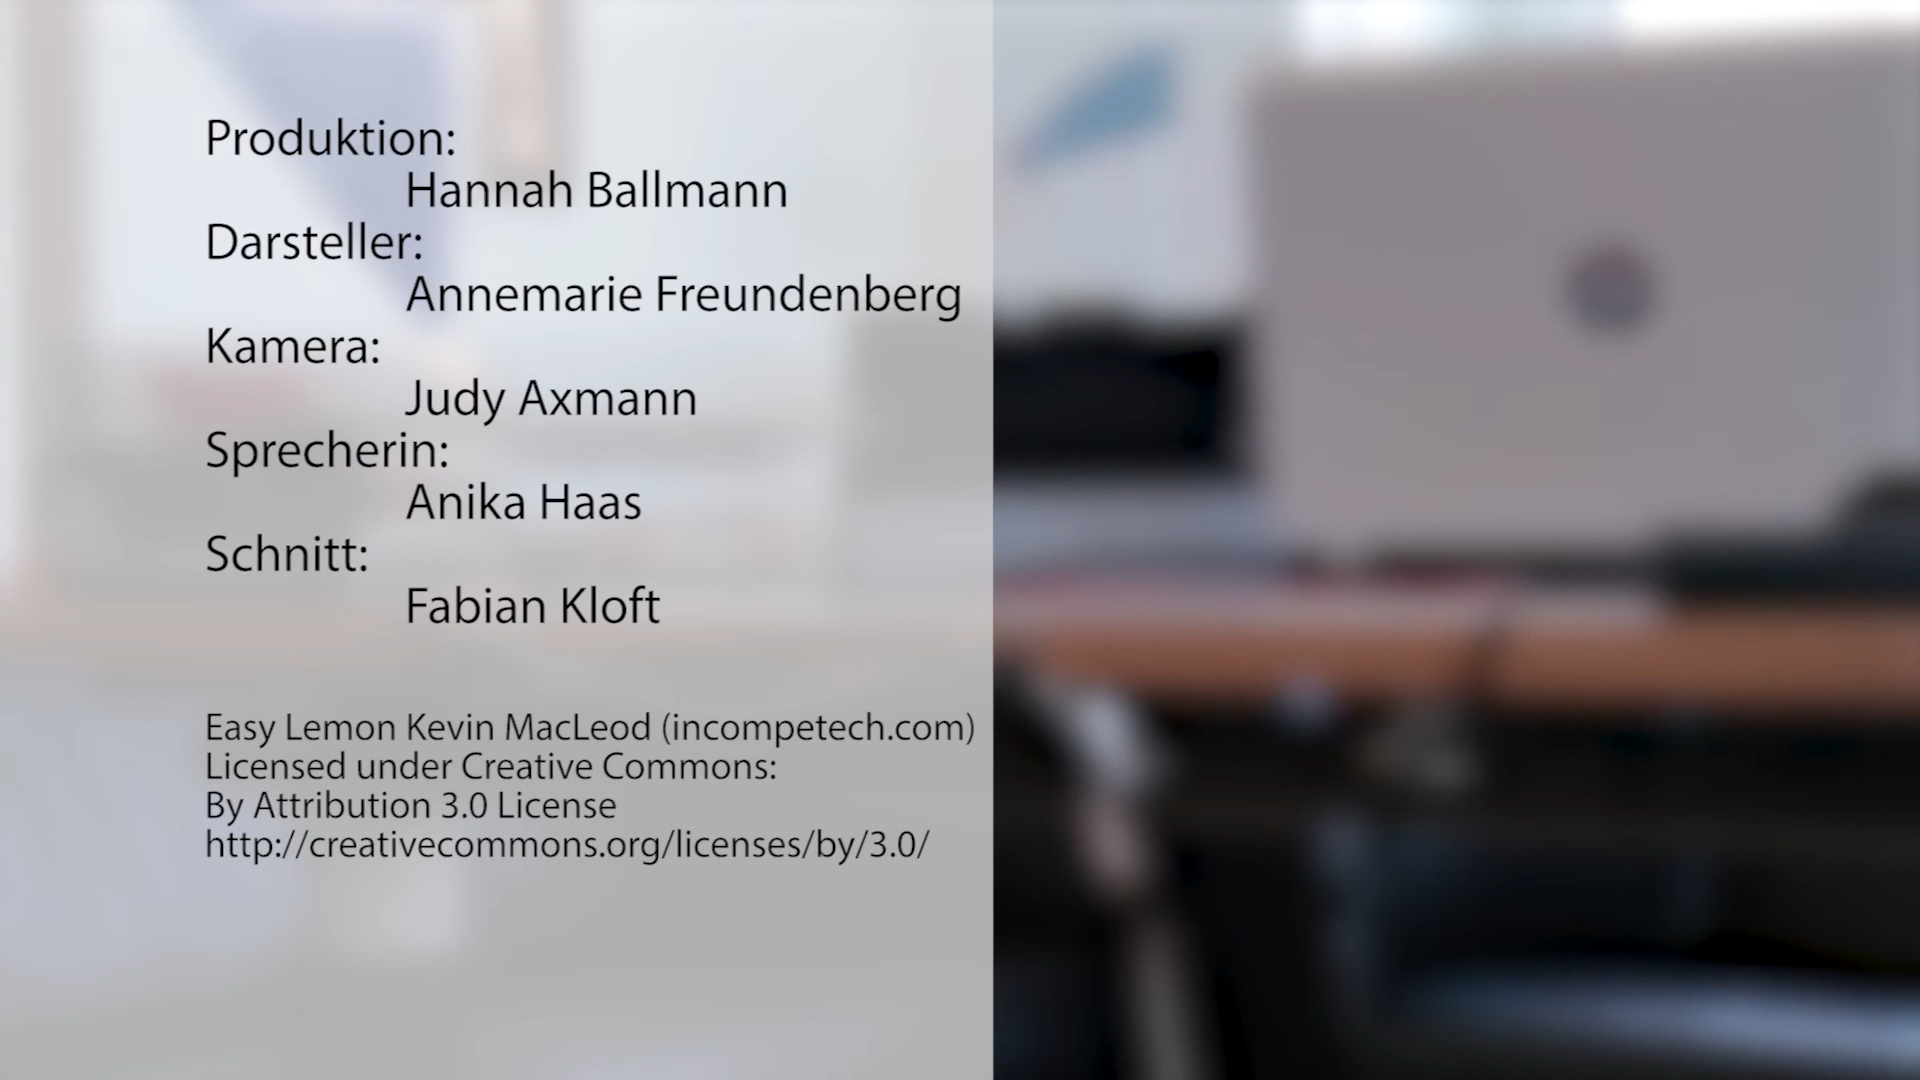 Produktion:
Hannah Ballmann
Darsteller:
Annemarie Freundenberg
Kamera:
Judy Axmann
Sprecherin:
Anika Haas
Schnitt:
Fabian Kloft
Easy Lemon Kevin MacLeod (incompetech.com)
Licensed under Creative Commons:
By Attribution 3.0 License
http://creativecommons.org/licenses/by/3.0/